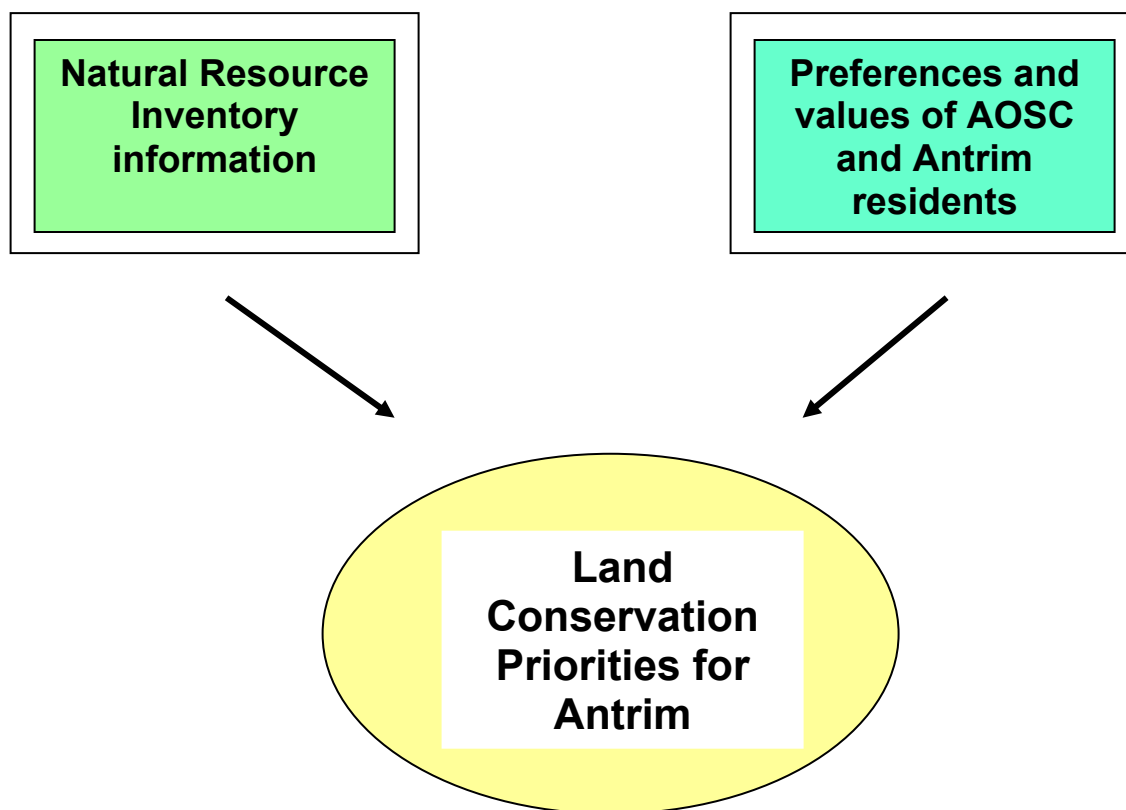 Natural Resource
Inventory
information
Preferences and
values of AOSC
and Antrim
residents
Land
Conservation
Priorities for
Antrim